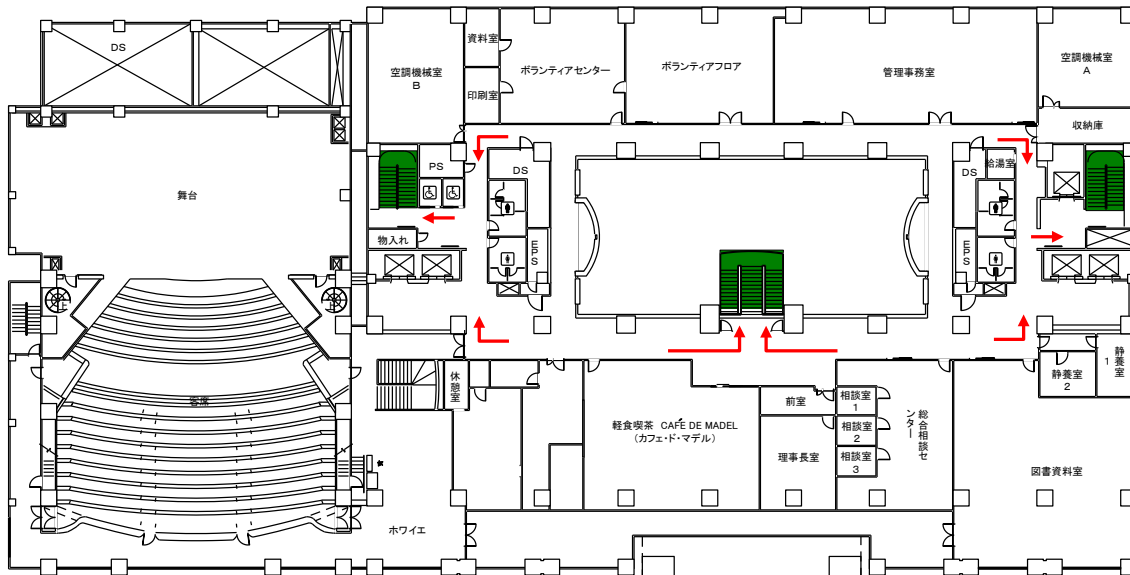 DS
資料室
印刷室
空調機械室
B
ボランティアセンター
ボランティアフロア
管理事務室
空調機械室
A
収納庫
PS
DS
DS
給湯室
舞台
物入れ
EPS
EPS
上
上
客席
休憩室
軽食喫茶 CAFÉ DE MADEL
(カフェ・ド・マデル)
前室
理事長室
相談室
1
相談室
2
相談室
3
総合相談セ
ンター
静養室
2
静養室
1
図書資料室
ホワイエ